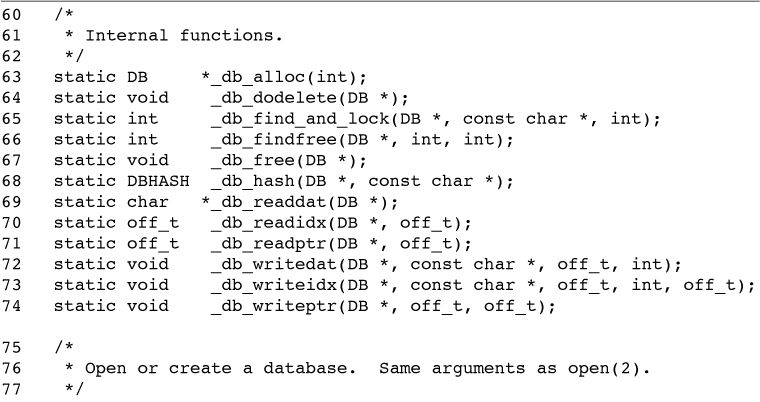 60 /*
61 * Internal functions.
62 */
63 static DB *_db_alloc(int);
64 static void _db_dodelete(DB *);
65 static int _db_find_and_lock(DB *, const char *, int);
66 static int _db_findfree(DB *, int, int);
67 static void _db_free(DB *);
68 static DBHASH _db_hash(DB *, const char *);
69 static char *_db_readdat(DB *);
70 static off_t _db_readidx(DB *, off_t);
71 static off_t _db_readptr(DB *, off_t);
72 static void _db_writedat(DB *, const char *, off_t, int);
73 static void _db_writeidx(DB *, const char *, off_t, int, off_t);
74 static void _db_writeptr(DB *, off_t, off_t);
75 /*
76 * Open or create a database. Same arguments as open(2).
77 */